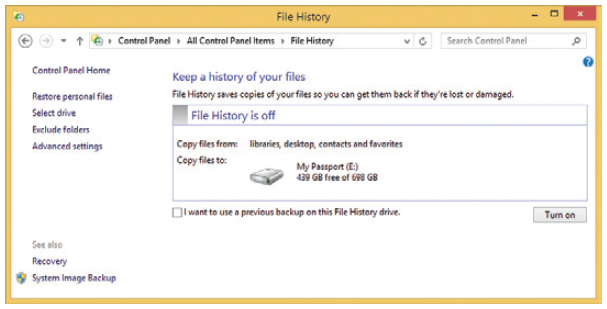 File History
Control Panel › All Control Panel Items › File History
Search Control Panel
Control Panel Home
Restore personal files
Select drive
Exclude folders
Advanced settings
Keep a history of your files
File History saves copies of your files so you can get them back if they're lost or damaged.
File History is off
Copy files from: libraries, desktop, contacts and favorites
Copy files to:
My Passport (E:)
439 GB free of 698 GB
I want to use a previous backup on this File History drive.
Turn on
See also
Recovery
System Image Backup